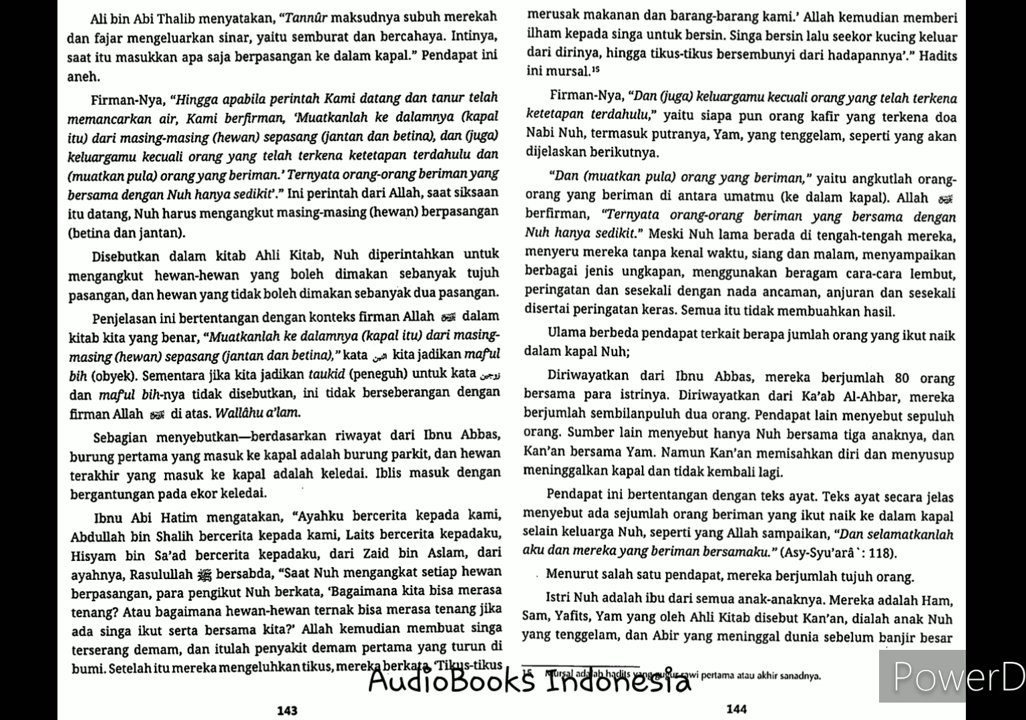 Ali bin Abi Thalib menyatakan, “Tannûr maksudnya subuh merekah
dan fajar mengeluarkan sinar, yaitu semburat dan bercahaya. Intinya,
saat itu masukkan apa saja berpasangan ke dalam kapal.” Pendapat ini
aneh.
Firman-Nya, “Hingga apabila perintah Kami datang dan tanur telah
memancarkan air, Kami berfirman, ‘Muatkanlah ke dalamnya (kapal
itu) dari masing-masing (hewan) sepasang (jantan dan betina), dan (juga)
keluargamu kecuali orang yang telah terkena ketetapan terdahulu dan
(muatkan pula) orang yang beriman.’ Ternyata orang-orang beriman yang
bersama dengan Nuh hanya sedikit’.” Ini perintah dari Allah, saat siksaan
itu datang, Nuh harus mengangkut masing-masing (hewan) berpasangan
(betina dan jantan).
Disebutkan dalam kitab Ahli Kitab, Nuh diperintahkan untuk
mengangkut hewan-hewan yang boleh dimakan sebanyak tujuh
pasangan, dan hewan yang tidak boleh dimakan sebanyak dua pasangan.
Penjelasan ini bertentangan dengan konteks firman Allah dalam
kitab kita yang benar, “Muatkanlah ke dalamnya (kapal itu) dari masing-
masing (hewan) sepasang (jantan dan betina),” kata اثنين kita jadikan maf'ul
bih (obyek). Sementara jika kita jadikan taukid (peneguh) untuk kata زوجين
dan maf'ul bih-nya tidak disebutkan, ini tidak berseberangan dengan
firman Allah di atas. Wallâhu a'lam.
Sebagian menyebutkan—berdasarkan riwayat dari Ibnu Abbas,
burung pertama yang masuk ke kapal adalah burung parkit, dan hewan
terakhir yang masuk ke kapal adalah keledai. Iblis masuk dengan
bergantungan pada ekor keledai.
Ibnu Abi Hatim mengatakan, “Ayahku bercerita kepada kami,
Abdullah bin Shalih bercerita kepada kami, Laits bercerita kepadaku,
Hisyam bin Sa'ad bercerita kepadaku, dari Zaid bin Aslam, dari
ayahnya, Rasulullah ﷺ bersabda, “Saat Nuh mengangkat setiap hewan
berpasangan, para pengikut Nuh berkata, ‘Bagaimana kita bisa merasa
tenang? Atau bagaimana hewan-hewan ternak bisa merasa tenang jika
ada singa ikut serta bersama kita?’ Allah kemudian membuat singa
terserang demam, dan itulah penyakit demam pertama yang turun di
bumi. Setelah itu mereka mengeluhkan tikus, mereka berkata, ‘Tikus-tikus
143
merusak makanan dan barang-barang kami.’ Allah kemudian memberi
ilham kepada singa untuk bersin. Singa bersin lalu seekor kucing keluar
dari dirinya, hingga tikus-tikus bersembunyi dari hadapannya’.” Hadits
ini mursal.¹⁵
Firman-Nya, “Dan (juga) keluargamu kecuali orang yang telah terkena
ketetapan terdahulu,” yaitu siapa pun orang kafir yang terkena doa
Nabi Nuh, termasuk putranya, Yam, yang tenggelam, seperti yang akan
dijelaskan berikutnya.
“Dan (muatkan pula) orang yang beriman,” yaitu angkutlah orang-
orang yang beriman di antara umatmu (ke dalam kapal). Allah
berfirman, “Ternyata orang-orang beriman yang bersama dengan
Nuh hanya sedikit.” Meski Nuh lama berada di tengah-tengah mereka,
menyeru mereka tanpa kenal waktu, siang dan malam, menyampaikan
berbagai jenis ungkapan, menggunakan beragam cara-cara lembut,
peringatan dan sesekali dengan nada ancaman, anjuran dan sesekali
disertai peringatan keras. Semua itu tidak membuahkan hasil.
Ulama berbeda pendapat terkait berapa jumlah orang yang ikut naik
dalam kapal Nuh;
Diriwayatkan dari Ibnu Abbas, mereka berjumlah 80 orang
bersama para istrinya. Diriwayatkan dari Ka'ab Al-Ahbar, mereka
berjumlah sembilanpuluh dua orang. Pendapat lain menyebut sepuluh
orang. Sumber lain menyebut hanya Nuh bersama tiga anaknya, dan
Kan'an bersama Yam. Namun Kan'an memisahkan diri dan menyusup
meninggalkan kapal dan tidak kembali lagi.
Pendapat ini bertentangan dengan teks ayat. Teks ayat secara jelas
menyebut ada sejumlah orang beriman yang ikut naik ke dalam kapal
selain keluarga Nuh, seperti yang Allah sampaikan, “Dan selamatkanlah
aku dan mereka yang beriman bersamaku.” (Asy-Syu'arâ`: 118).
Menurut salah satu pendapat, mereka berjumlah tujuh orang.
Istri Nuh adalah ibu dari semua anak-anaknya. Mereka adalah Ham,
Sam, Yafits, Yam yang oleh Ahli Kitab disebut Kan'an, dialah anak Nuh
yang tenggelam, dan Abir yang meninggal dunia sebelum banjir besar
15 Mursal adalah hadits yang gugur rawi pertama atau akhir sanadnya.
144
AudioBooks Indonesia
PowerD